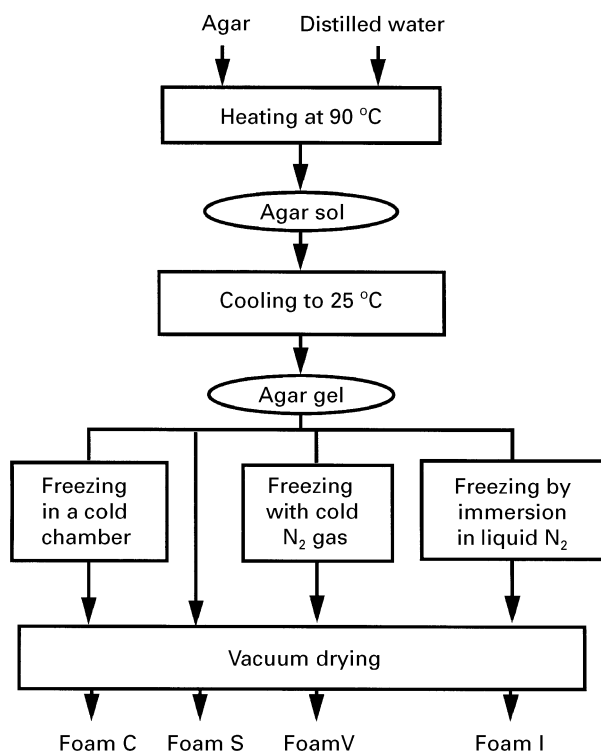 Agar Distilled water
Heating at 90 °C
Agar sol
Cooling to 25 °C
Agar gel
Freezing
in a cold
chamber
Freezing
with cold
N₂ gas
Freezing by
immersion
in liquid N₂
Vacuum drying
Foam C Foam S FoamV Foam I